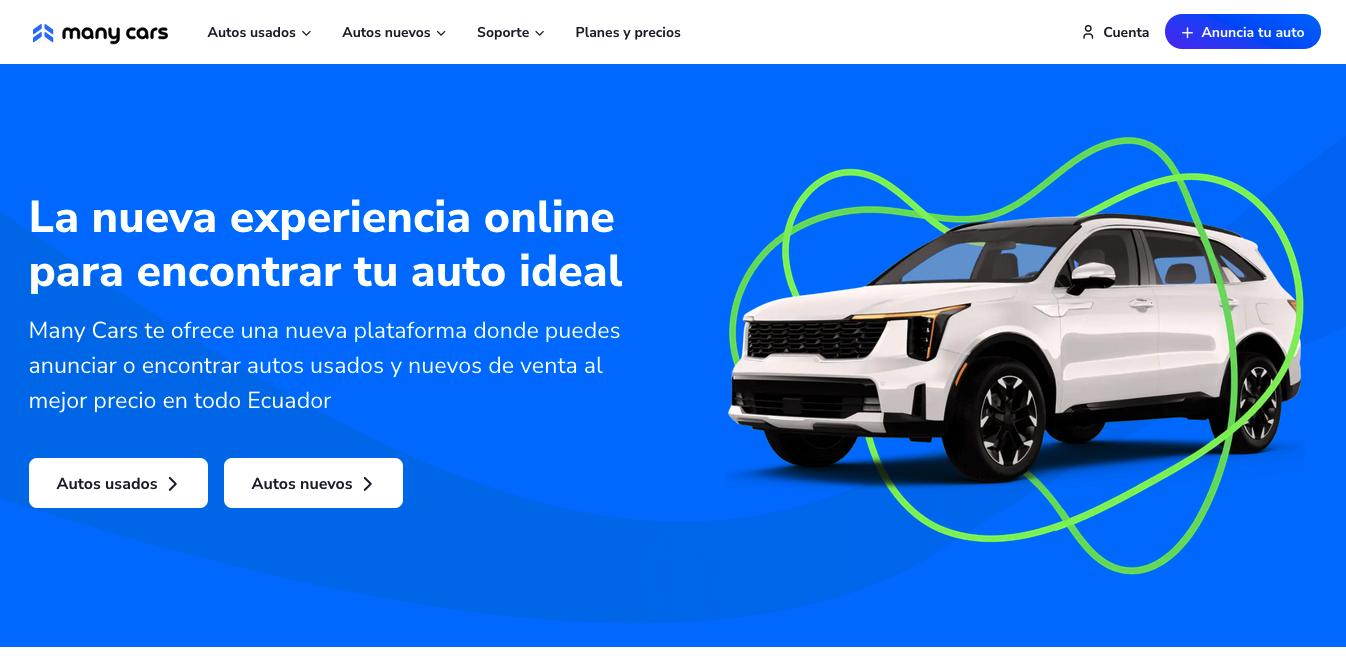 many cars
Autos usados
Autos nuevos
Soporte
Planes y precios
Cuenta
Anuncia tu auto
La nueva experiencia online
para encontrar tu auto ideal
Many Cars te ofrece una nueva plataforma donde puedes
anunciar o encontrar autos usados y nuevos de venta al
mejor precio en todo Ecuador
Autos usados
Autos nuevos